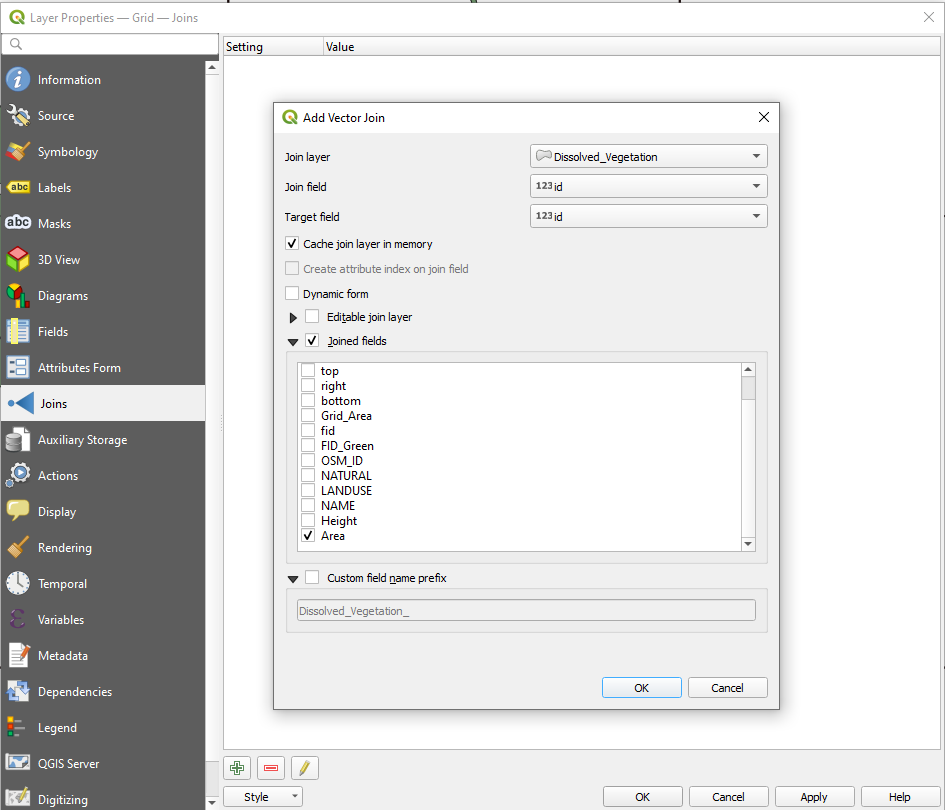 Layer Properties — Grid — Joins
Setting Value
Information
Source
Symbology
abc Labels
abc Masks
3D View
Diagrams
Fields
Attributes Form
Joins
Auxiliary Storage
Actions
Display
Rendering
Temporal
Variables
Metadata
Dependencies
Legend
QGIS Server
Digitizing
Add Vector Join
Join layer Dissolved_Vegetation
Join field 123 id
Target field 123 id
Cache join layer in memory
Create attribute index on join field
Dynamic form
Editable join layer
Joined fields
top
right
bottom
Grid_Area
fid
FID_Green
OSM_ID
NATURAL
LANDUSE
NAME
Height
Area
Custom field name prefix
Dissolved_Vegetation_
OK Cancel
Style OK Cancel Apply Help